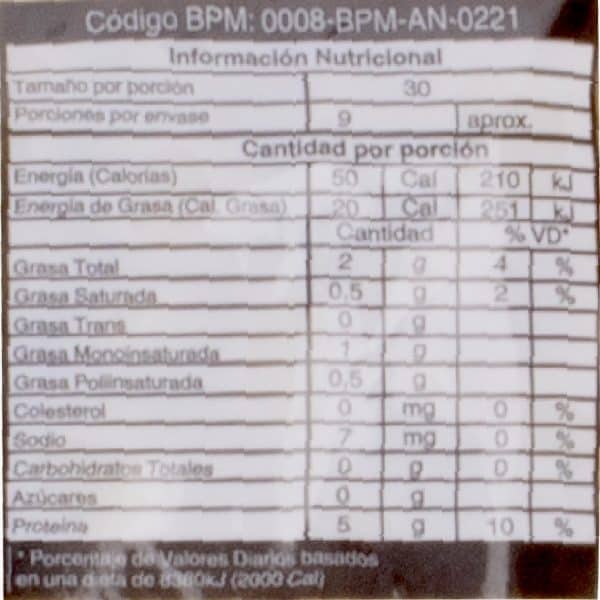 Código BPM: 0008-BPM-AN-0221
Información Nutricional
Tamaño por porción 30
Porciones por envase 9 aprox.
Cantidad por porción
Energía (Calorías) 50 Cal 210 kJ
Energía de Grasa (Cal. Grasa) 20 Cal 251 kJ
Cantidad % VD*
Grasa Total 2 g 4 %
Grasa Saturada 0,5 g 2 %
Grasa Trans 0 g
Grasa Monoinsaturada 1 g
Grasa Poliinsaturada 0,5 g
Colesterol 0 mg 0 %
Sodio 7 mg 0 %
Carbohidratos Totales 0 g 0 %
Azúcares 0 g
Proteína 5 g 10 %
* Porcentaje de Valores Diarios basados
en una dieta de 8380kJ (2000 Cal)